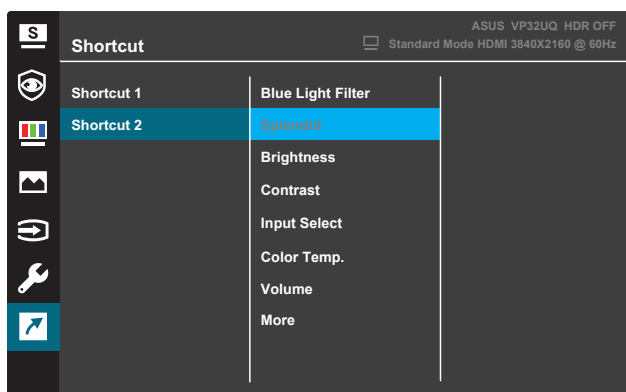 S
ASUS VP32UQ HDR OFF
Shortcut
Standard Mode HDMI 3840X2160 @ 60Hz
Shortcut 1
Blue Light Filter
Shortcut 2
Splendid
Brightness
Contrast
Input Select
Color Temp.
Volume
More